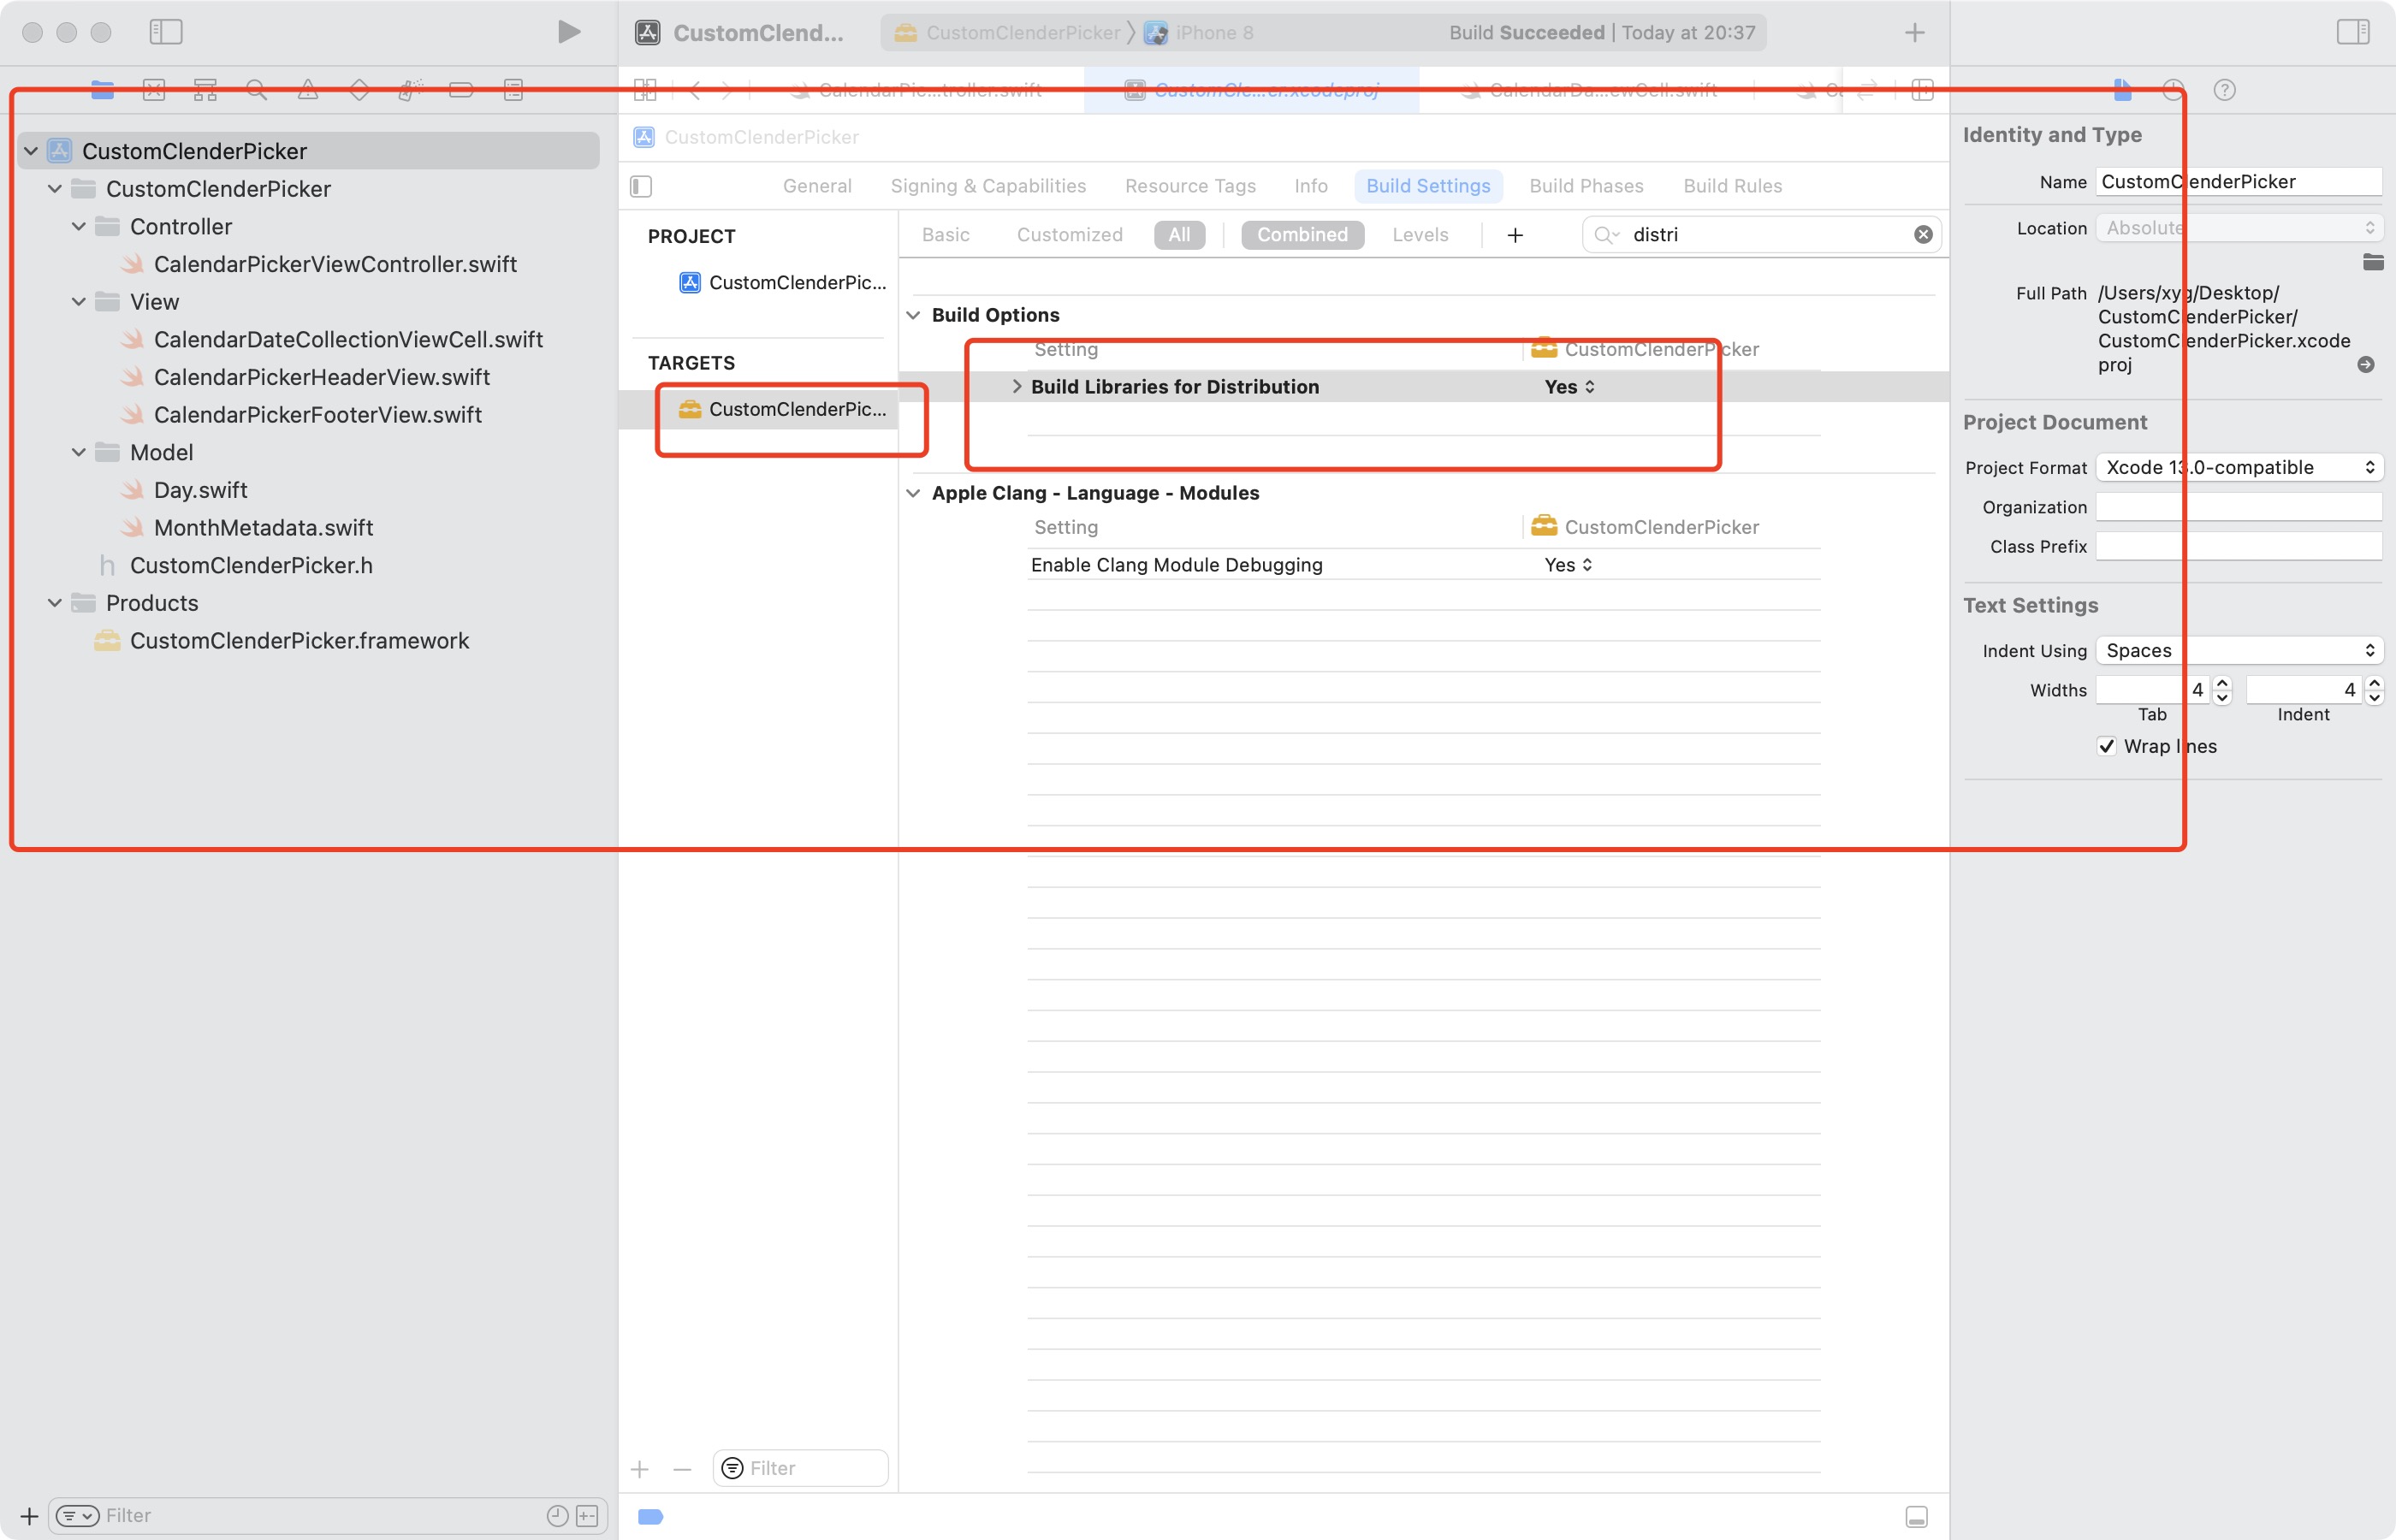 CustomClend...
CustomClenderPicker
iPhone 8
Build Succeeded | Today at 20:37
CalendarPic...troller.swift
CustomCle...er.xcodeproj
CalendarDa...ewCell.swift
CustomClenderPicker
General
Signing & Capabilities
Resource Tags
Info
Build Settings
Build Phases
Build Rules
CustomClenderPicker
CustomClenderPicker
Controller
CalendarPickerViewController.swift
View
CalendarDateCollectionViewCell.swift
CalendarPickerHeaderView.swift
CalendarPickerFooterView.swift
Model
Day.swift
MonthMetadata.swift
h CustomClenderPicker.h
Products
CustomClenderPicker.framework
Filter
PROJECT
CustomClenderPic...
TARGETS
CustomClenderPic...
Filter
Basic
Customized
All
Combined
Levels
distri
Build Options
Setting
CustomClenderPicker
Build Libraries for Distribution
Yes
Apple Clang - Language - Modules
Setting
CustomClenderPicker
Enable Clang Module Debugging
Yes
Identity and Type
Name CustomClenderPicker
Location Absolute
Full Path /Users/xyg/Desktop/
CustomClenderPicker/
CustomClenderPicker.xcode
proj
Project Document
Project Format Xcode 13.0-compatible
Organization
Class Prefix
Text Settings
Indent Using Spaces
Widths 4 4
Tab Indent
Wrap lines